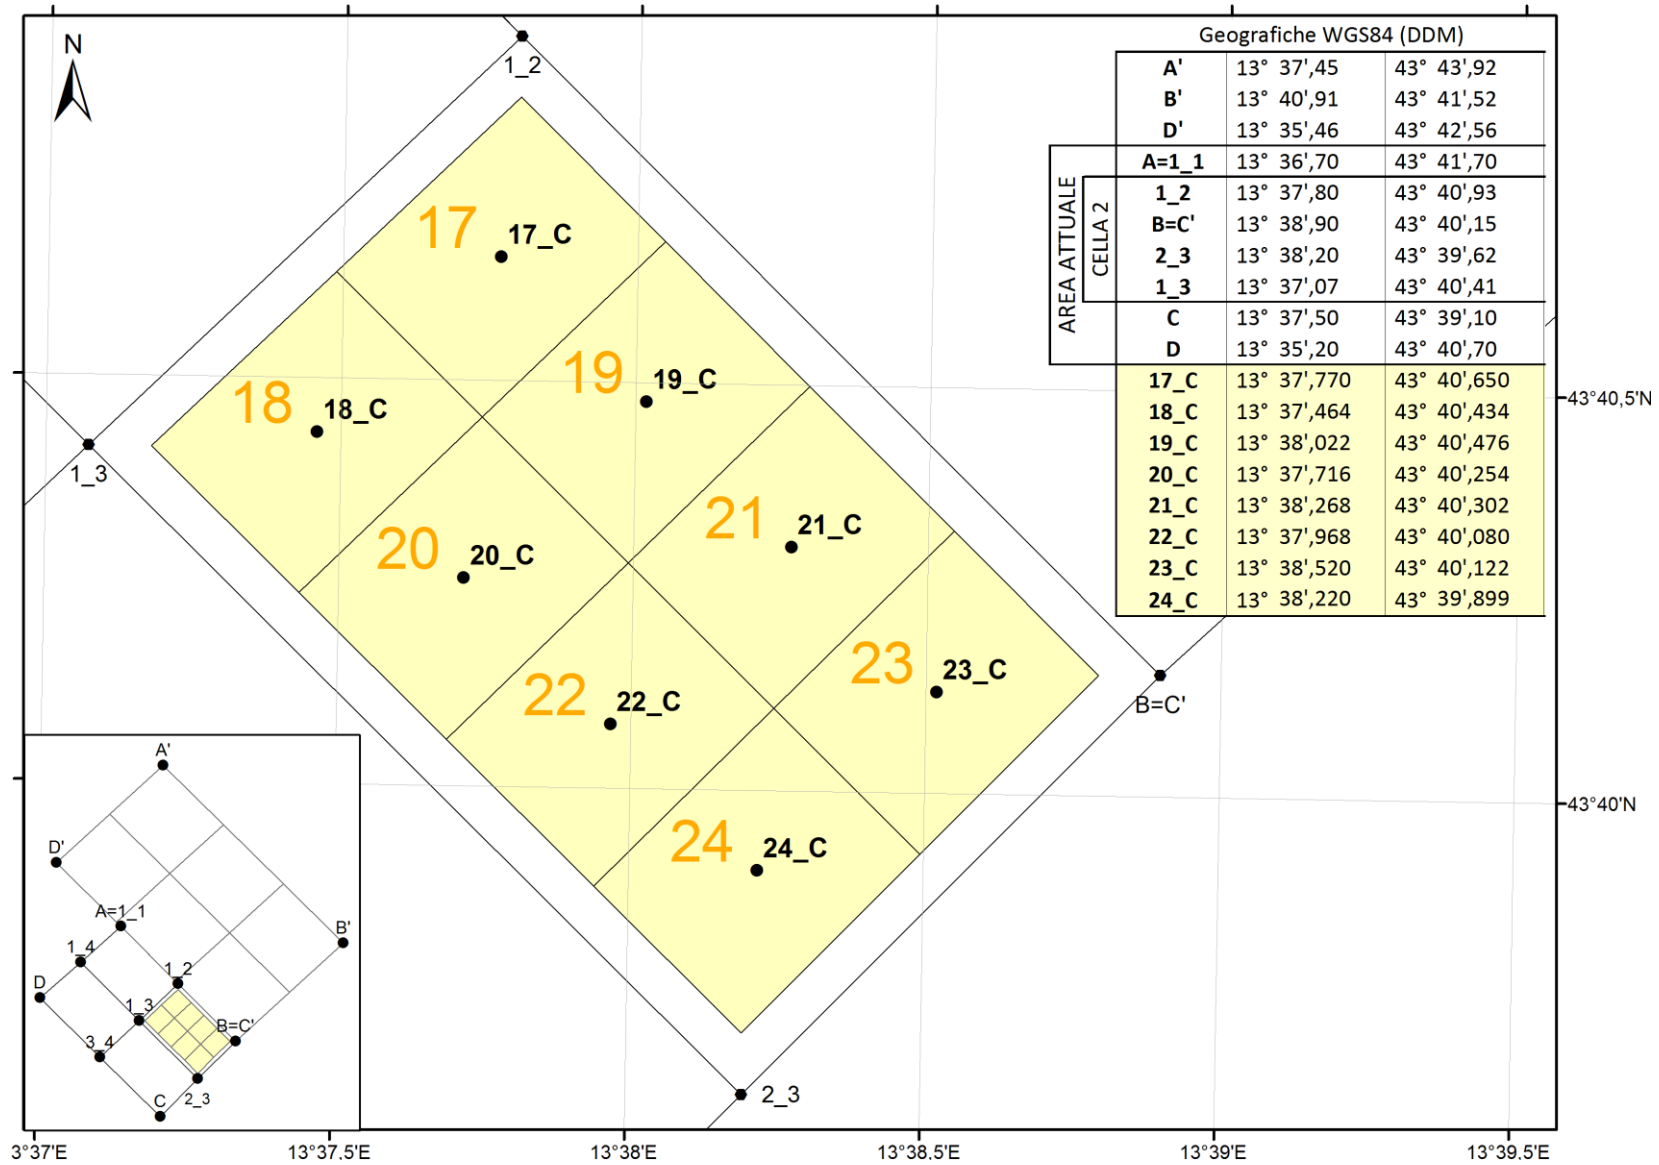 N
1_2
17
17_C
18
18_C
19
19_C
1_3
20
20_C
21
21_C
22
22_C
23
23_C
B=C'
24
24_C
2_3
Geografiche WGS84 (DDM)
A' 13° 37',45 43° 43',92
B' 13° 40',91 43° 41',52
D' 13° 35',46 43° 42',56
A=1_1 13° 36',70 43° 41',70
1_2 13° 37',80 43° 40',93
B=C' 13° 38',90 43° 40',15
2_3 13° 38',20 43° 39',62
1_3 13° 37',07 43° 40',41
C 13° 37',50 43° 39',10
D 13° 35',20 43° 40',70
17_C 13° 37',770 43° 40',650
18_C 13° 37',464 43° 40',434
19_C 13° 38',022 43° 40',476
20_C 13° 37',716 43° 40',254
21_C 13° 38',268 43° 40',302
22_C 13° 37',968 43° 40',080
23_C 13° 38',520 43° 40',122
24_C 13° 38',220 43° 39',899
AREA ATTUALE
CELLA 2
43°40,5'N
43°40'N
A'
D'
A=1_1
B'
1_4
1_2
D
1_3
B=C'
3_4
C
2_3
3°37'E
13°37,5'E
13°38'E
13°38,5'E
13°39'E
13°39,5'E